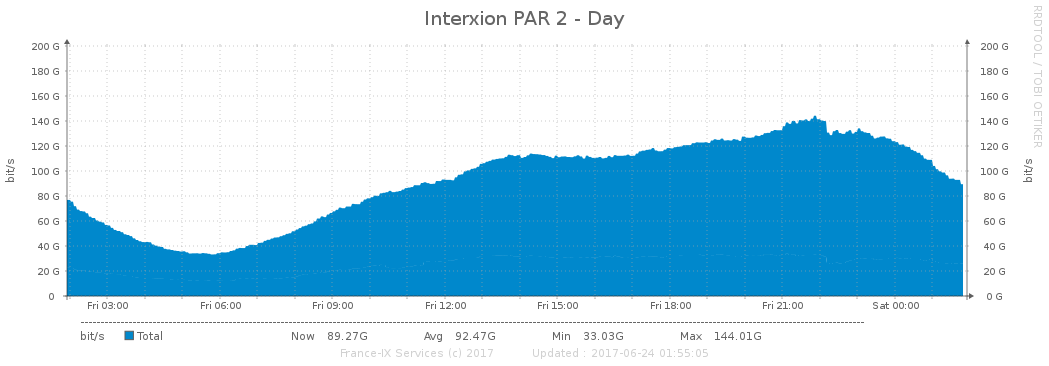 Interxion PAR 2 - Day
RRDTOOL / TOBI OETIKER
bit/s
200 G 200 G
180 G 180 G
160 G 160 G
140 G 140 G
120 G 120 G
100 G 100 G
80 G 80 G
60 G 60 G
40 G 40 G
20 G 20 G
0 0 G
bit/s
Fri 03:00 Fri 06:00 Fri 09:00 Fri 12:00 Fri 15:00 Fri 18:00 Fri 21:00 Sat 00:00
bit/s Total Now 89.27G Avg 92.47G Min 33.03G Max 144.01G
France-IX Services (c) 2017 Updated : 2017-06-24 01:55:05